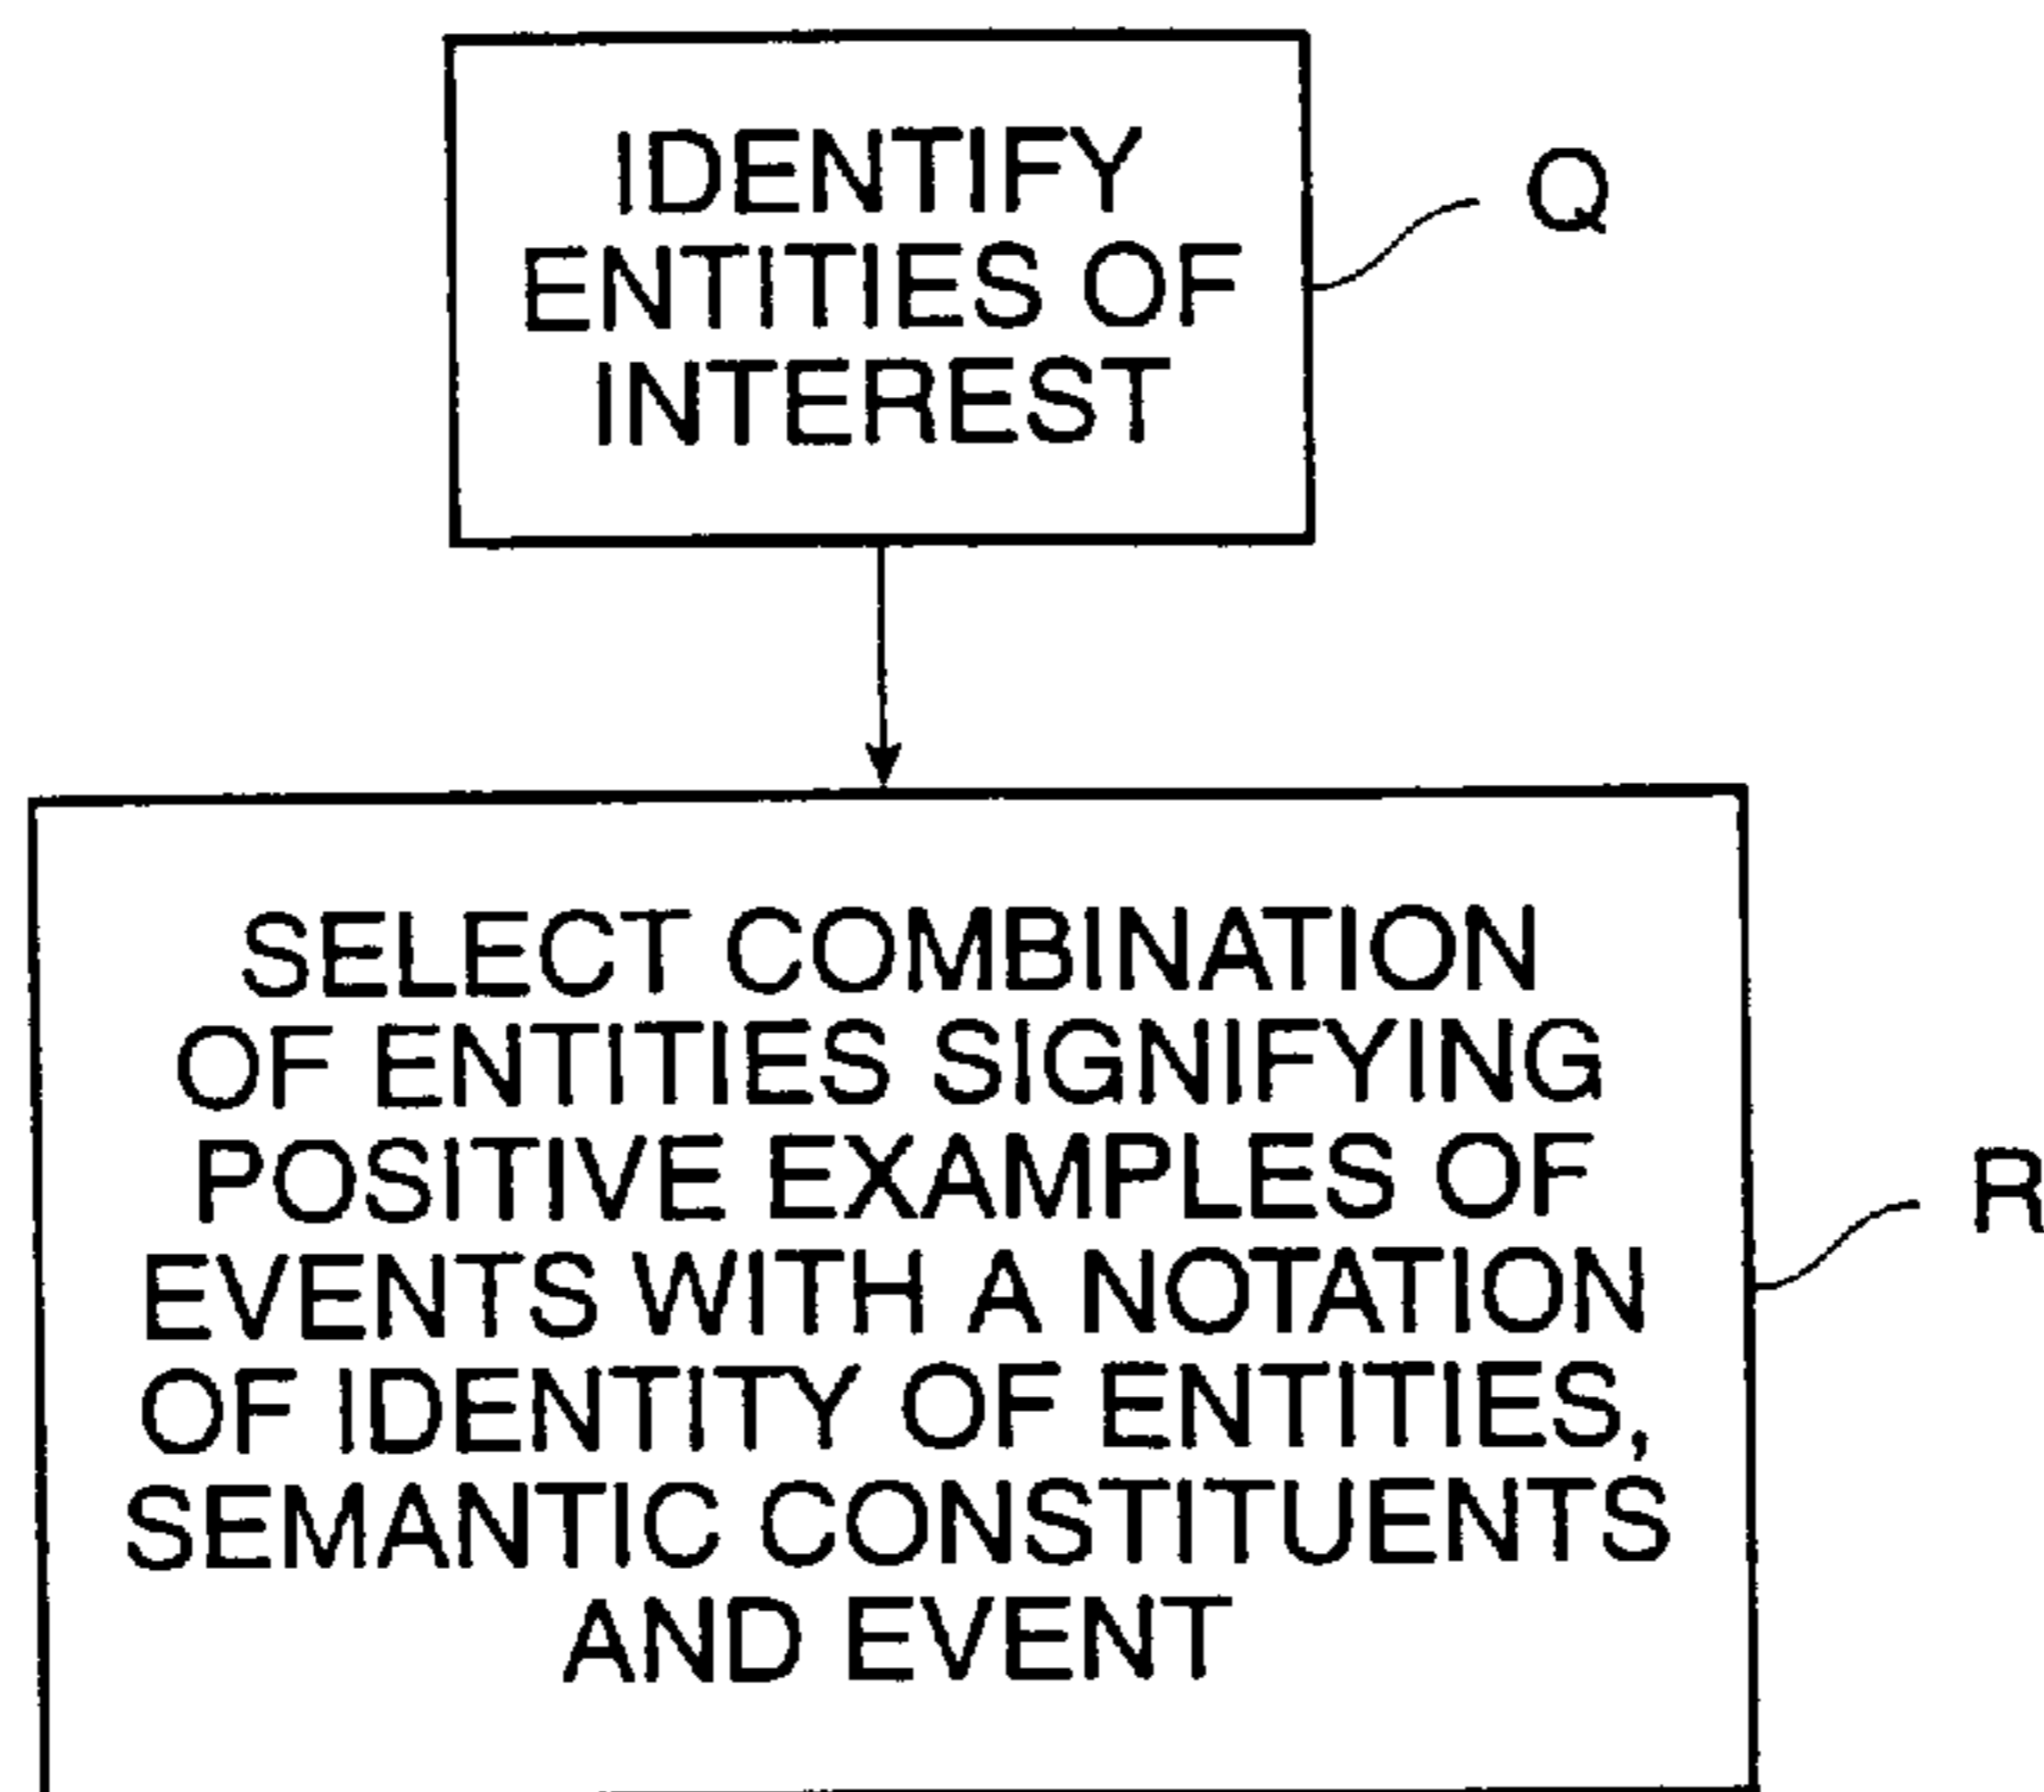 IDENTIFY
ENTITIES OF
INTEREST
Q
SELECT COMBINATION
OF ENTITIES SIGNIFYING
POSITIVE EXAMPLES OF
EVENTS WITH A NOTATION
OF IDENTITY OF ENTITIES,
SEMANTIC CONSTITUENTS
AND EVENT
R